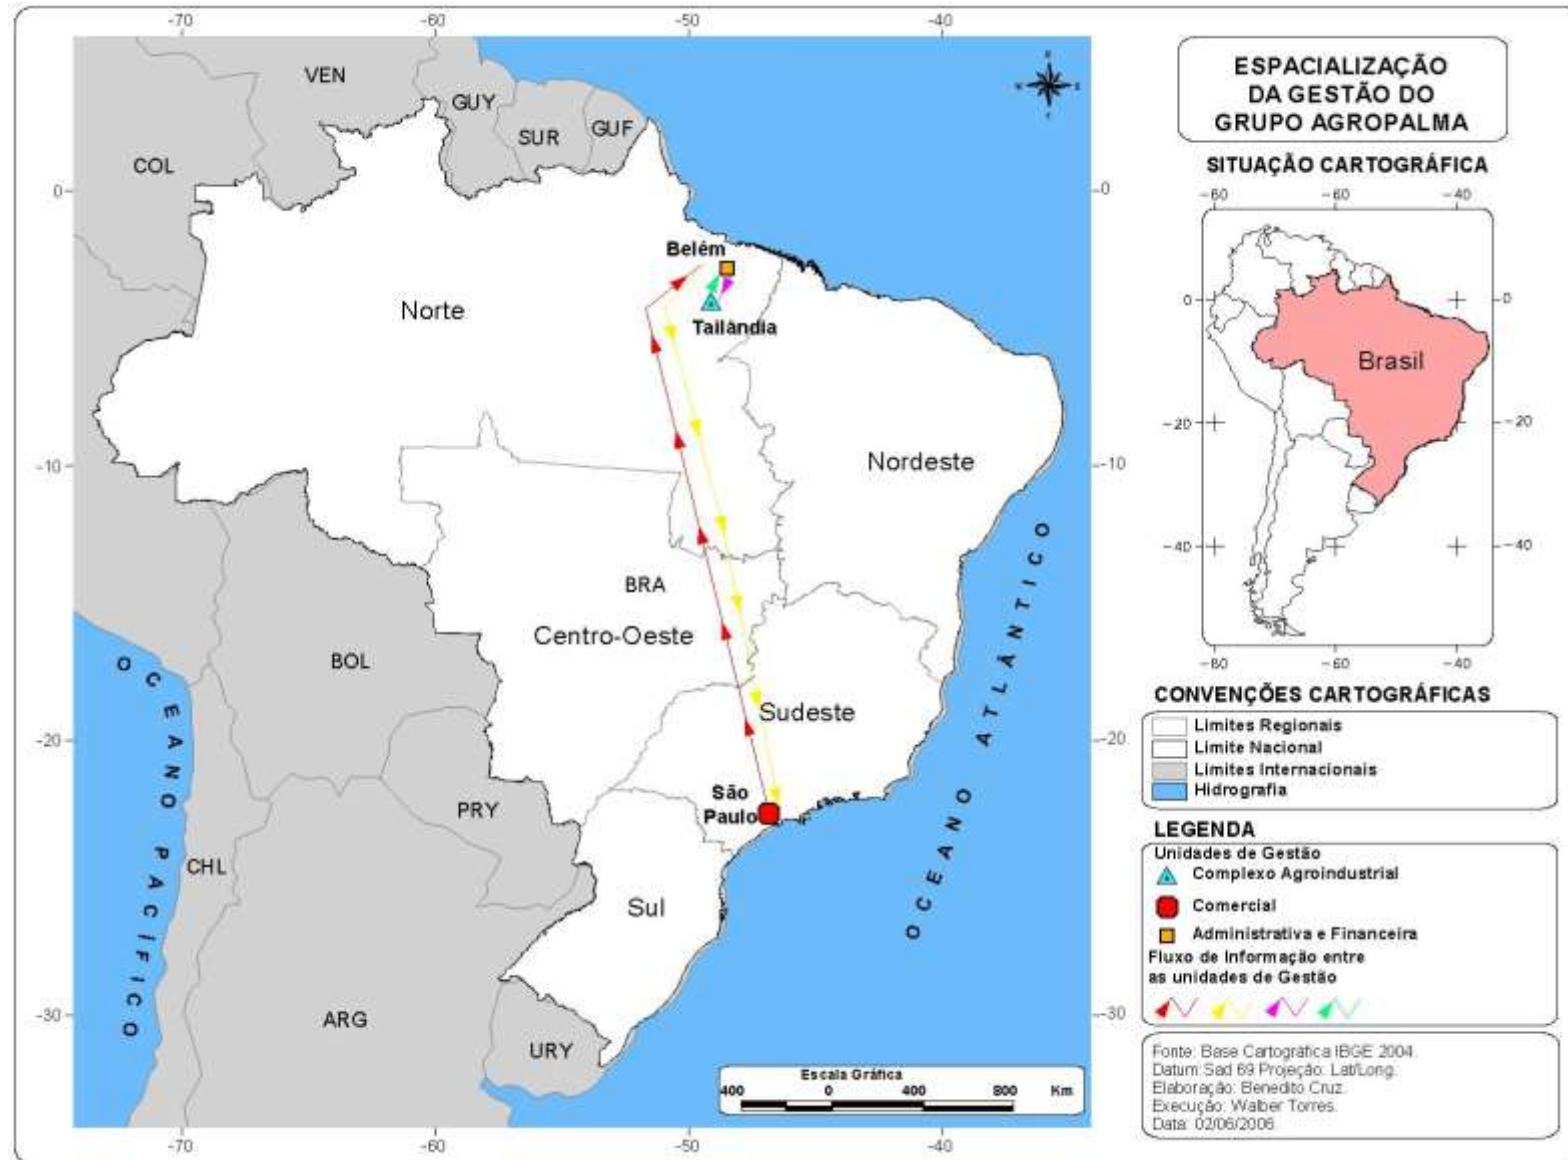 -70 -60 -50 -40
VEN
GUY
SUR
GUF
COL
0
0
Belém
Norte
Tailândia
-10
-10
Nordeste
BRA
Centro-Oeste
BOL
Sudeste
-20
-20
São
Paulo
PRY
CHL
Sul
-30
-30
ARG
URY
OCEANO PACÍFICO
OCEANO ATLÂNTICO
Escala Gráfica
400 0 400 800 Km
-70 -60 -50 -40
ESPACIALIZAÇÃO
DA GESTÃO DO
GRUPO AGROPALMA
SITUAÇÃO CARTOGRÁFICA
-80 -60 -40
0
0
Brasil
-20
-20
-40
-40
-80 -60 -40
CONVENÇÕES CARTOGRÁFICAS
Limites Regionais
Limite Nacional
Limites Internacionais
Hidrografia
LEGENDA
Unidades de Gestão
Complexo Agroindustrial
Comercial
Administrativa e Financeira
Fluxo de Informação entre
as unidades de Gestão
Fonte: Base Cartográfica IBGE 2004.
Datum:Sad 69 Projeção: Lat/Long.
Elaboração: Benedito Cruz.
Execução: Walber Torres.
Data: 02/06/2006